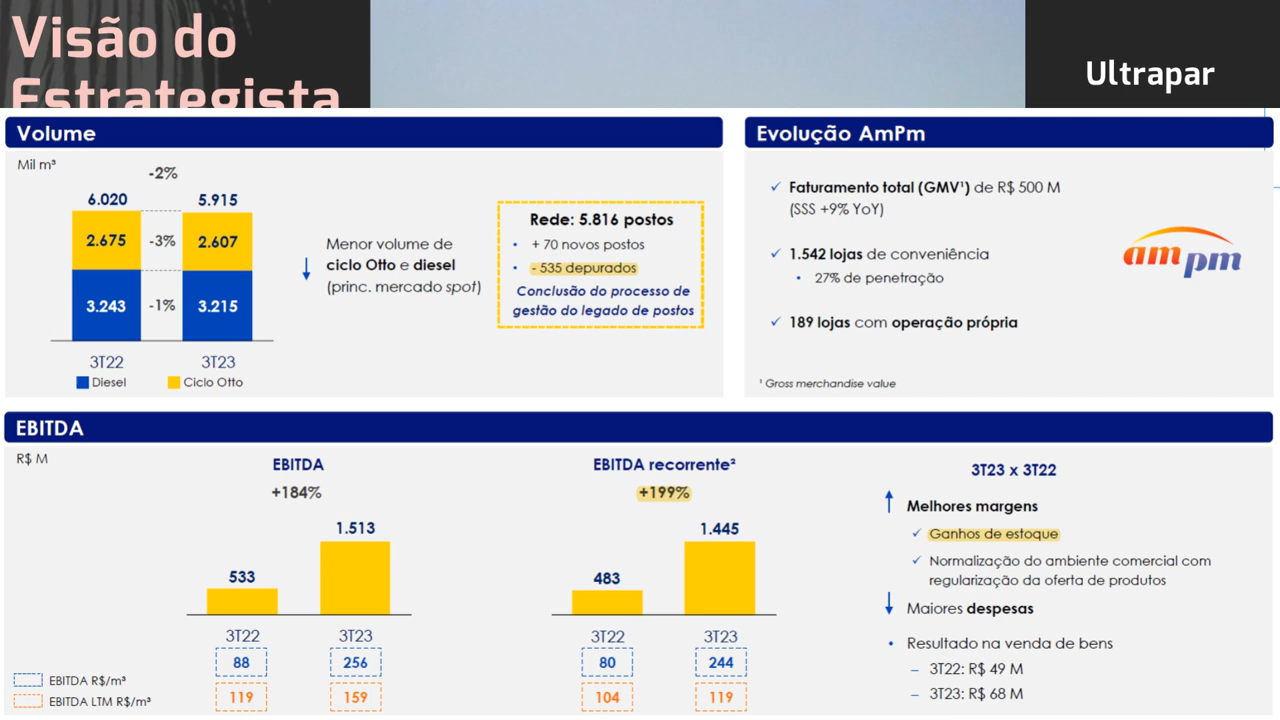 Visão do
Estrategista
Ultrapar
Volume
Mil m³
-2%
6.020
5.915
2.675
-3%
2.607
3.243
-1%
3.215
3T22
3T23
Diesel
Ciclo Otto
Menor volume de
ciclo Otto e diesel
(princ. mercado spot)
Rede: 5.816 postos
• + 70 novos postos
• - 535 depurados
Conclusão do processo de
gestão do legado de postos
Evolução AmPm
✓ Faturamento total (GMV¹) de R$ 500 M
(SSS +9% YoY)
✓ 1.542 lojas de conveniência
• 27% de penetração
✓ 189 lojas com operação própria
ampm
¹ Gross merchandise value
EBITDA
R$ M
EBITDA
+184%
533
1.513
3T22
3T23
88
256
119
159
EBITDA R$/m³
EBITDA LTM R$/m³
EBITDA recorrente²
+199%
483
1.445
3T22
3T23
80
244
104
119
3T23 x 3T22
Melhores margens
✓ Ganhos de estoque
✓ Normalização do ambiente comercial com
regularização da oferta de produtos
Maiores despesas
• Resultado na venda de bens
– 3T22: R$ 49 M
– 3T23: R$ 68 M